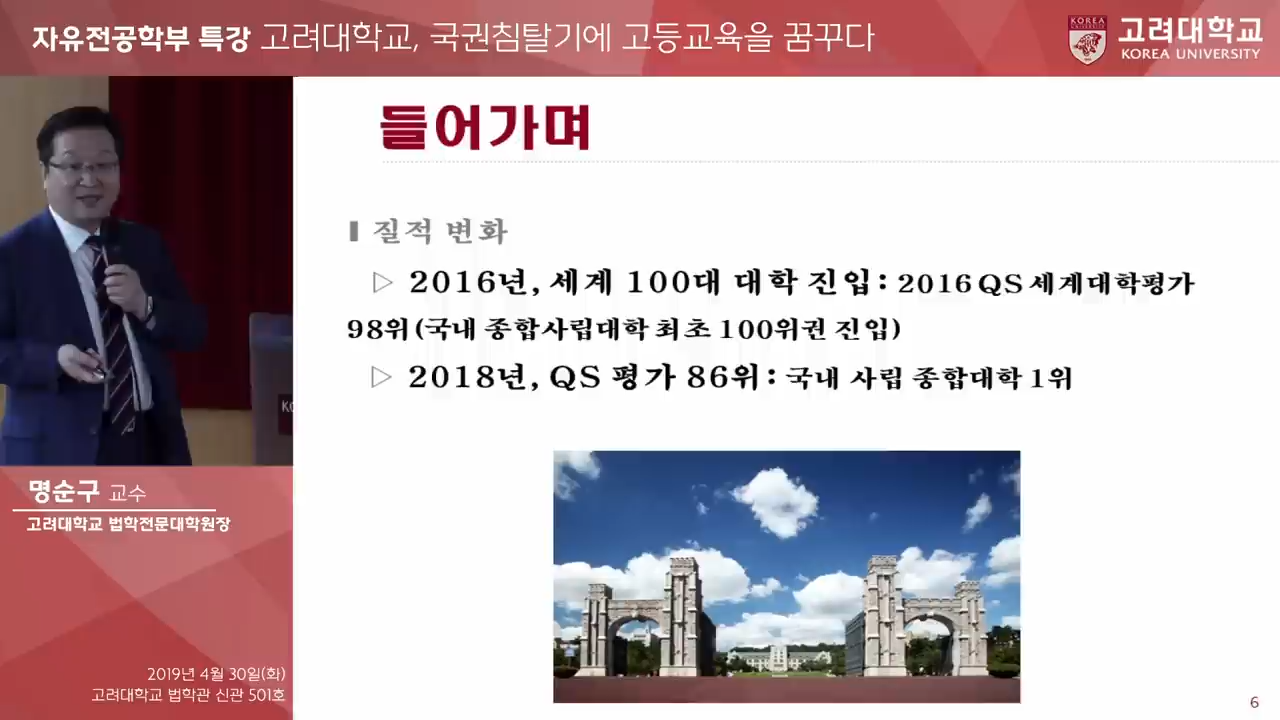 자유전공학부 특강 고려대학교, 국권침탈기에 고등교육을 꿈꾸다
KOREA
고려대학교
KOREA UNIVERSITY
들어가며
질적 변화
▷ 2016년, 세계 100대 대학 진입: 2016 QS 세계대학평가
98위(국내 종합사립대학 최초 100위권 진입)
▷ 2018년, QS 평가 86위: 국내 사립 종합대학 1위
명순구 교수
고려대학교 법학전문대학원장
2019년 4월 30일(화)
고려대학교 법학관 신관 501호
6